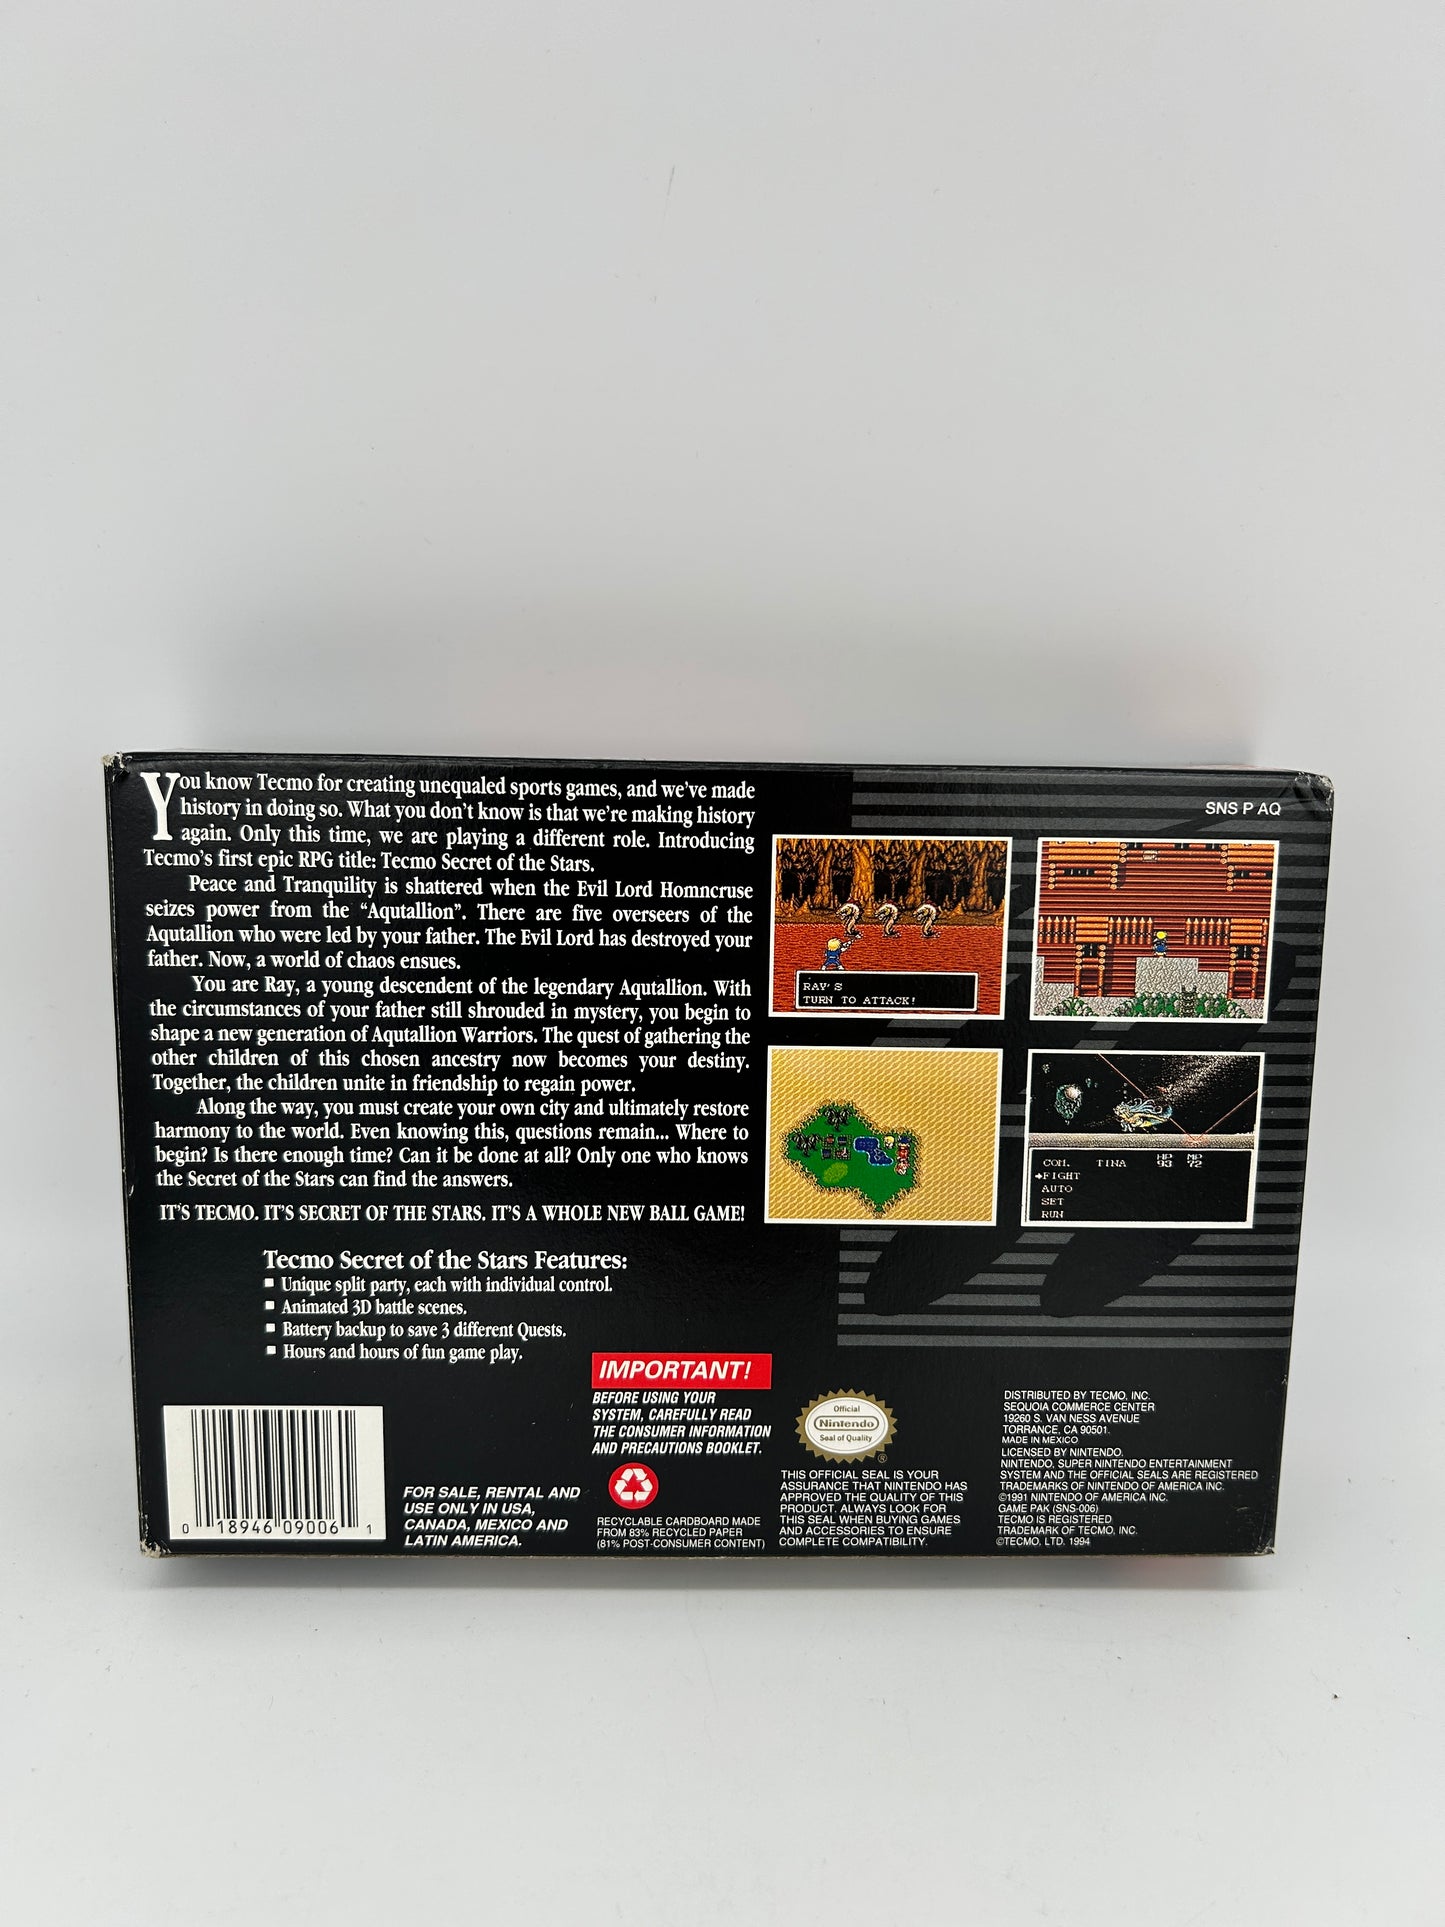 You know Tecmo for creating unequaled sports games, and we've made
history in doing so. What you don't know is that we're making history
again. Only this time, we are playing a different role. Introducing
Tecmo's first epic RPG title: Tecmo Secret of the Stars.
Peace and Tranquility is shattered when the Evil Lord Homncruse
seizes power from the "Aqutallion". There are five overseers of the
Aqutallion who were led by your father. The Evil Lord has destroyed your
father. Now, a world of chaos ensues.
You are Ray, a young descendent of the legendary Aqutallion. With
the circumstances of your father still shrouded in mystery, you begin to
shape a new generation of Aqutallion Warriors. The quest of gathering the
other children of this chosen ancestry now becomes your destiny.
Together, the children unite in friendship to regain power.
Along the way, you must create your own city and ultimately restore
harmony to the world. Even knowing this, questions remain... Where to
begin? Is there enough time? Can it be done at all? Only one who knows
the Secret of the Stars can find the answers.
IT'S TECMO. IT'S SECRET OF THE STARS. IT'S A WHOLE NEW BALL GAME!
Tecmo Secret of the Stars Features:
▪ Unique split party, each with individual control.
▪ Animated 3D battle scenes.
▪ Battery backup to save 3 different Quests.
▪ Hours and hours of fun game play.
SNS P AQ
RAY'S
TURN TO ATTACK!
COM. TINA HP MP
93 72
FIGHT
AUTO
SET
RUN
0 18946 09006 1
FOR SALE, RENTAL AND
USE ONLY IN USA,
CANADA, MEXICO AND
LATIN AMERICA.
IMPORTANT!
BEFORE USING YOUR
SYSTEM, CAREFULLY READ
THE CONSUMER INFORMATION
AND PRECAUTIONS BOOKLET.
RECYCLABLE CARDBOARD MADE
FROM 83% RECYCLED PAPER
(81% POST-CONSUMER CONTENT)
Official
Nintendo
Seal of Quality
®
THIS OFFICIAL SEAL IS YOUR
ASSURANCE THAT NINTENDO HAS
APPROVED THE QUALITY OF THIS
PRODUCT. ALWAYS LOOK FOR
THIS SEAL WHEN BUYING GAMES
AND ACCESSORIES TO ENSURE
COMPLETE COMPATIBILITY.
DISTRIBUTED BY TECMO, INC.
SEQUOIA COMMERCE CENTER
19260 S. VAN NESS AVENUE
TORRANCE, CA 90501.
MADE IN MEXICO
LICENSED BY NINTENDO.
NINTENDO, SUPER NINTENDO ENTERTAINMENT
SYSTEM AND THE OFFICIAL SEALS ARE REGISTERED
TRADEMARKS OF NINTENDO OF AMERICA INC.
©1991 NINTENDO OF AMERICA INC.
GAME PAK (SNS-006)
TECMO IS REGISTERED
TRADEMARK OF TECMO, INC.
©TECMO, LTD. 1994